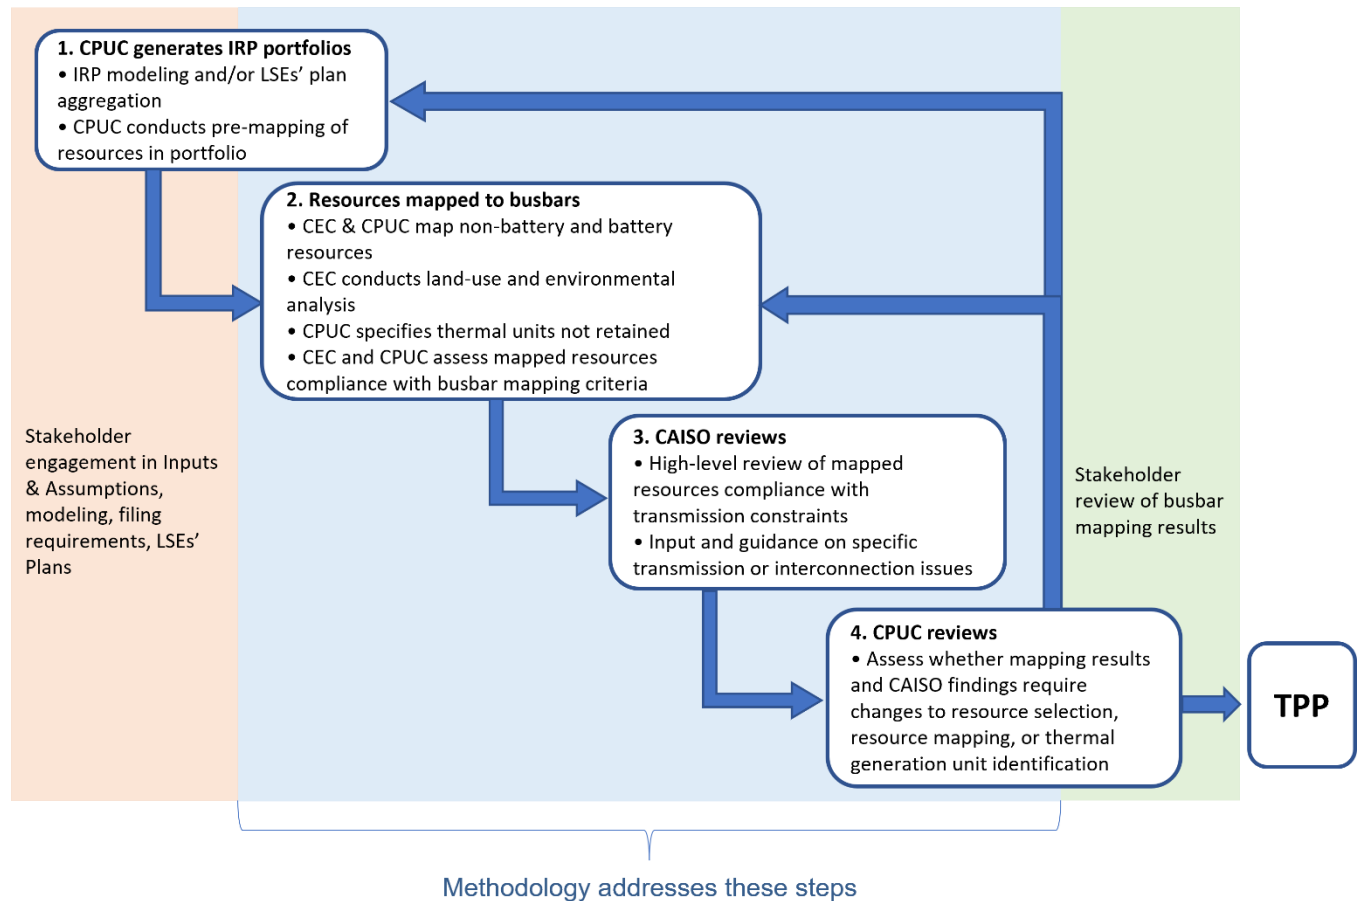 1. CPUC generates IRP portfolios
• IRP modeling and/or LSEs’ plan
aggregation
• CPUC conducts pre-mapping of
resources in portfolio
2. Resources mapped to busbars
• CEC & CPUC map non-battery and battery
resources
• CEC conducts land-use and environmental
analysis
• CPUC specifies thermal units not retained
• CEC and CPUC assess mapped resources
compliance with busbar mapping criteria
Stakeholder
engagement in Inputs
& Assumptions,
modeling, filing
requirements, LSEs’
Plans
3. CAISO reviews
• High-level review of mapped
resources compliance with
transmission constraints
• Input and guidance on specific
transmission or interconnection issues
Stakeholder
review of busbar
mapping results
4. CPUC reviews
• Assess whether mapping results
and CAISO findings require
changes to resource selection,
resource mapping, or thermal
generation unit identification
TPP
Methodology addresses these steps